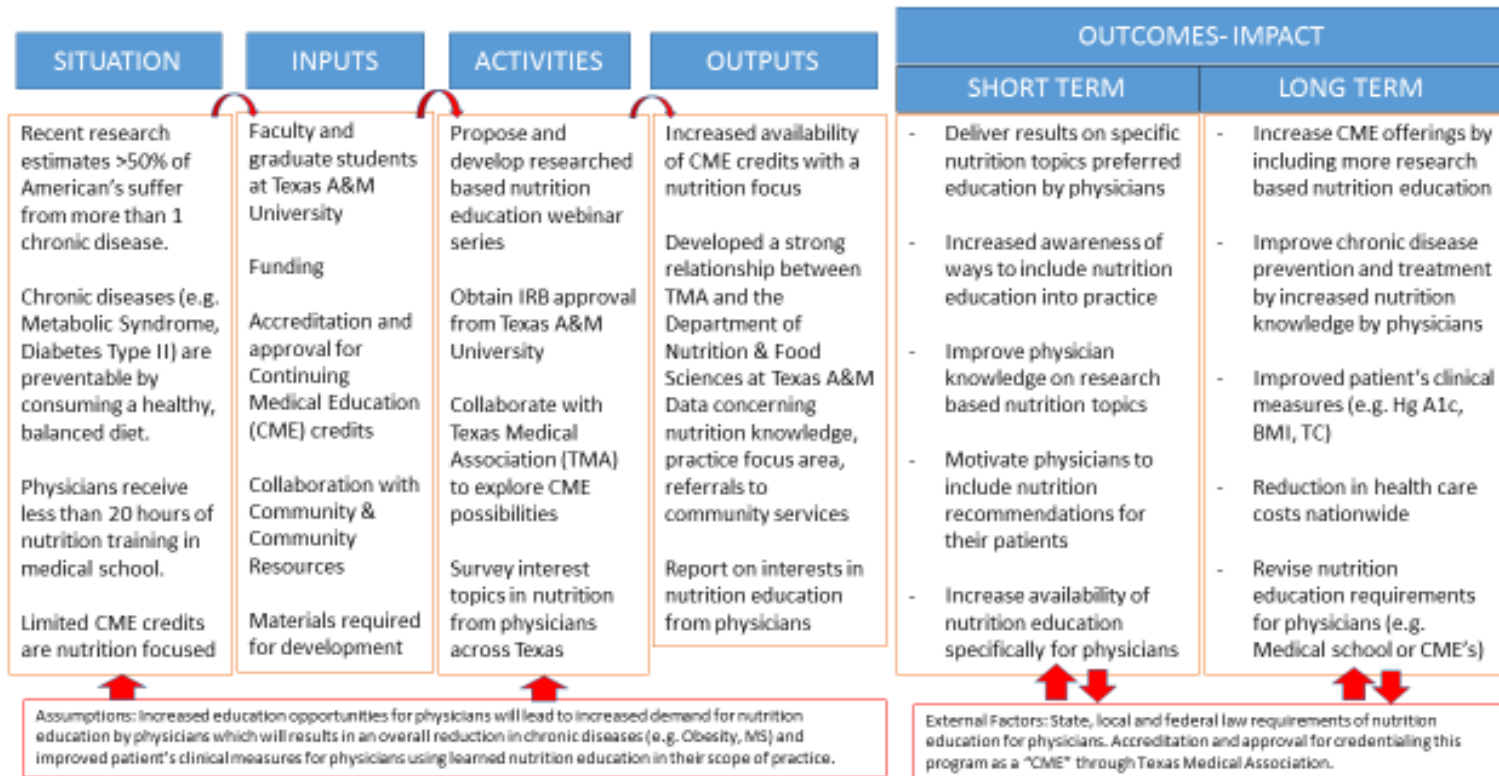 SITUATION
INPUTS
ACTIVITIES
OUTPUTS
OUTCOMES- IMPACT
SHORT TERM
LONG TERM
Recent research
estimates >50% of
American's suffer
from more than 1
chronic disease.
Chronic diseases (e.g.
Metabolic Syndrome,
Diabetes Type II) are
preventable by
consuming a healthy,
balanced diet.
Physicians receive
less than 20 hours of
nutrition training in
medical school.
Limited CME credits
are nutrition focused
Faculty and
graduate students
at Texas A&M
University
Funding
Accreditation and
approval for
Continuing
Medical Education
(CME) credits
Collaboration with
Community &
Community
Resources
Materials required
for development
Propose and
develop researched
based nutrition
education webinar
series
Obtain IRB approval
from Texas A&M
University
Collaborate with
Texas Medical
Association (TMA)
to explore CME
possibilities
Survey interest
topics in nutrition
from physicians
across Texas
Increased availability
of CME credits with a
nutrition focus
Developed a strong
relationship between
TMA and the
Department of
Nutrition & Food
Sciences at Texas A&M
Data concerning
nutrition knowledge,
practice focus area,
referrals to
community services
Report on interests in
nutrition education
from physicians
- Deliver results on specific
nutrition topics preferred
education by physicians
- Increased awareness of
ways to include nutrition
education into practice
- Improve physician
knowledge on research
based nutrition topics
- Motivate physicians to
include nutrition
recommendations for
their patients
- Increase availability of
nutrition education
specifically for physicians
- Increase CME offerings by
including more research
based nutrition education
- Improve chronic disease
prevention and treatment
by increased nutrition
knowledge by physicians
- Improved patient's clinical
measures (e.g. Hg A1c,
BMI, TC)
- Reduction in health care
costs nationwide
- Revise nutrition
education requirements
for physicians (e.g.
Medical school or CME's)
Assumptions: Increased education opportunities for physicians will lead to increased demand for nutrition
education by physicians which will results in an overall reduction in chronic diseases (e.g. Obesity, MS) and
improved patient's clinical measures for physicians using learned nutrition education in their scope of practice.
External Factors: State, local and federal law requirements of nutrition
education for physicians. Accreditation and approval for credentialing this
program as a "CME" through Texas Medical Association.